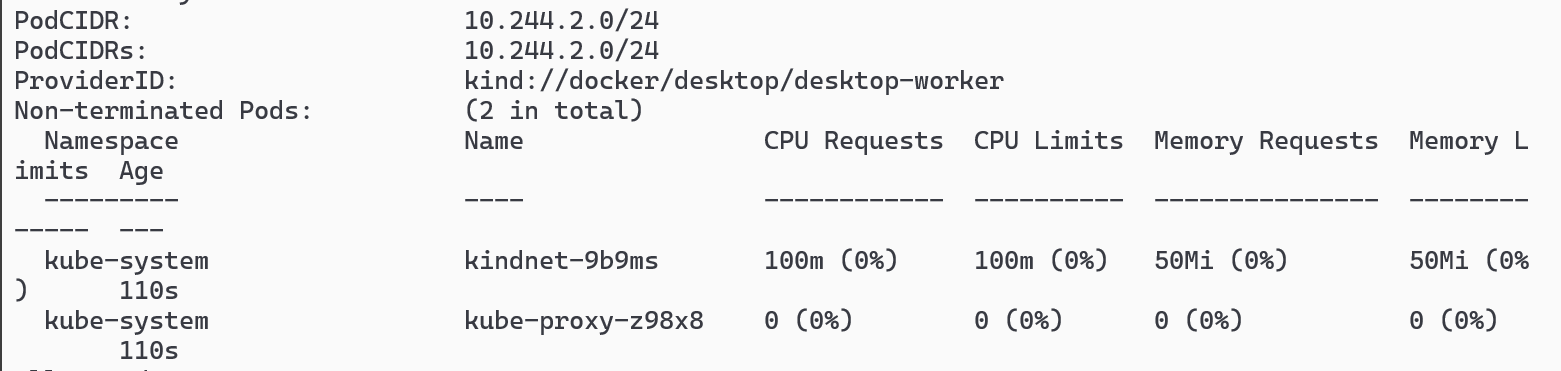 PodCIDR:                      10.244.2.0/24
PodCIDRs:                     10.244.2.0/24
ProviderID:                   kind://docker/desktop/desktop-worker
Non-terminated Pods:          (2 in total)
  Namespace                   Name                CPU Requests  CPU Limits  Memory Requests  Memory L
imits  Age
  ---------                   ----                ------------  ----------  ---------------  --------
-----  ---
  kube-system                 kindnet-9b9ms       100m (0%)     100m (0%)   50Mi (0%)        50Mi (0%
)      110s
  kube-system                 kube-proxy-z98x8    0 (0%)        0 (0%)      0 (0%)           0 (0%)
       110s